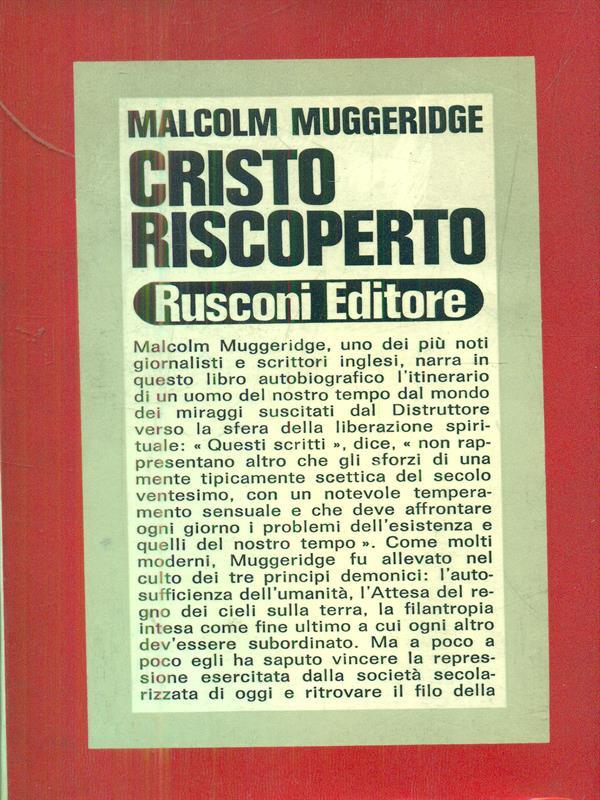 MALCOLM MUGGERIDGE
CRISTO
RISCOPERTO
Rusconi Editore
Malcolm Muggeridge, uno dei più noti
giornalisti e scrittori inglesi, narra in
questo libro autobiografico l'itinerario
di un uomo del nostro tempo dal mondo
dei miraggi suscitati dal Distruttore
verso la sfera della liberazione spiri-
tuale: « Questi scritti », dice, « non rap-
presentano altro che gli sforzi di una
mente tipicamente scettica del secolo
ventesimo, con un notevole tempera-
mento sensuale e che deve affrontare
ogni giorno i problemi dell'esistenza e
quelli del nostro tempo ». Come molti
moderni, Muggeridge fu allevato nel
culto dei tre principi demonici: l'auto-
sufficienza dell'umanità, l'Attesa del re-
gno dei cieli sulla terra, la filantropia
intesa come fine ultimo a cui ogni altro
dev'essere subordinato. Ma a poco a
poco egli ha saputo vincere la repres-
sione esercitata dalla società secola-
rizzata di oggi e ritrovare il filo della